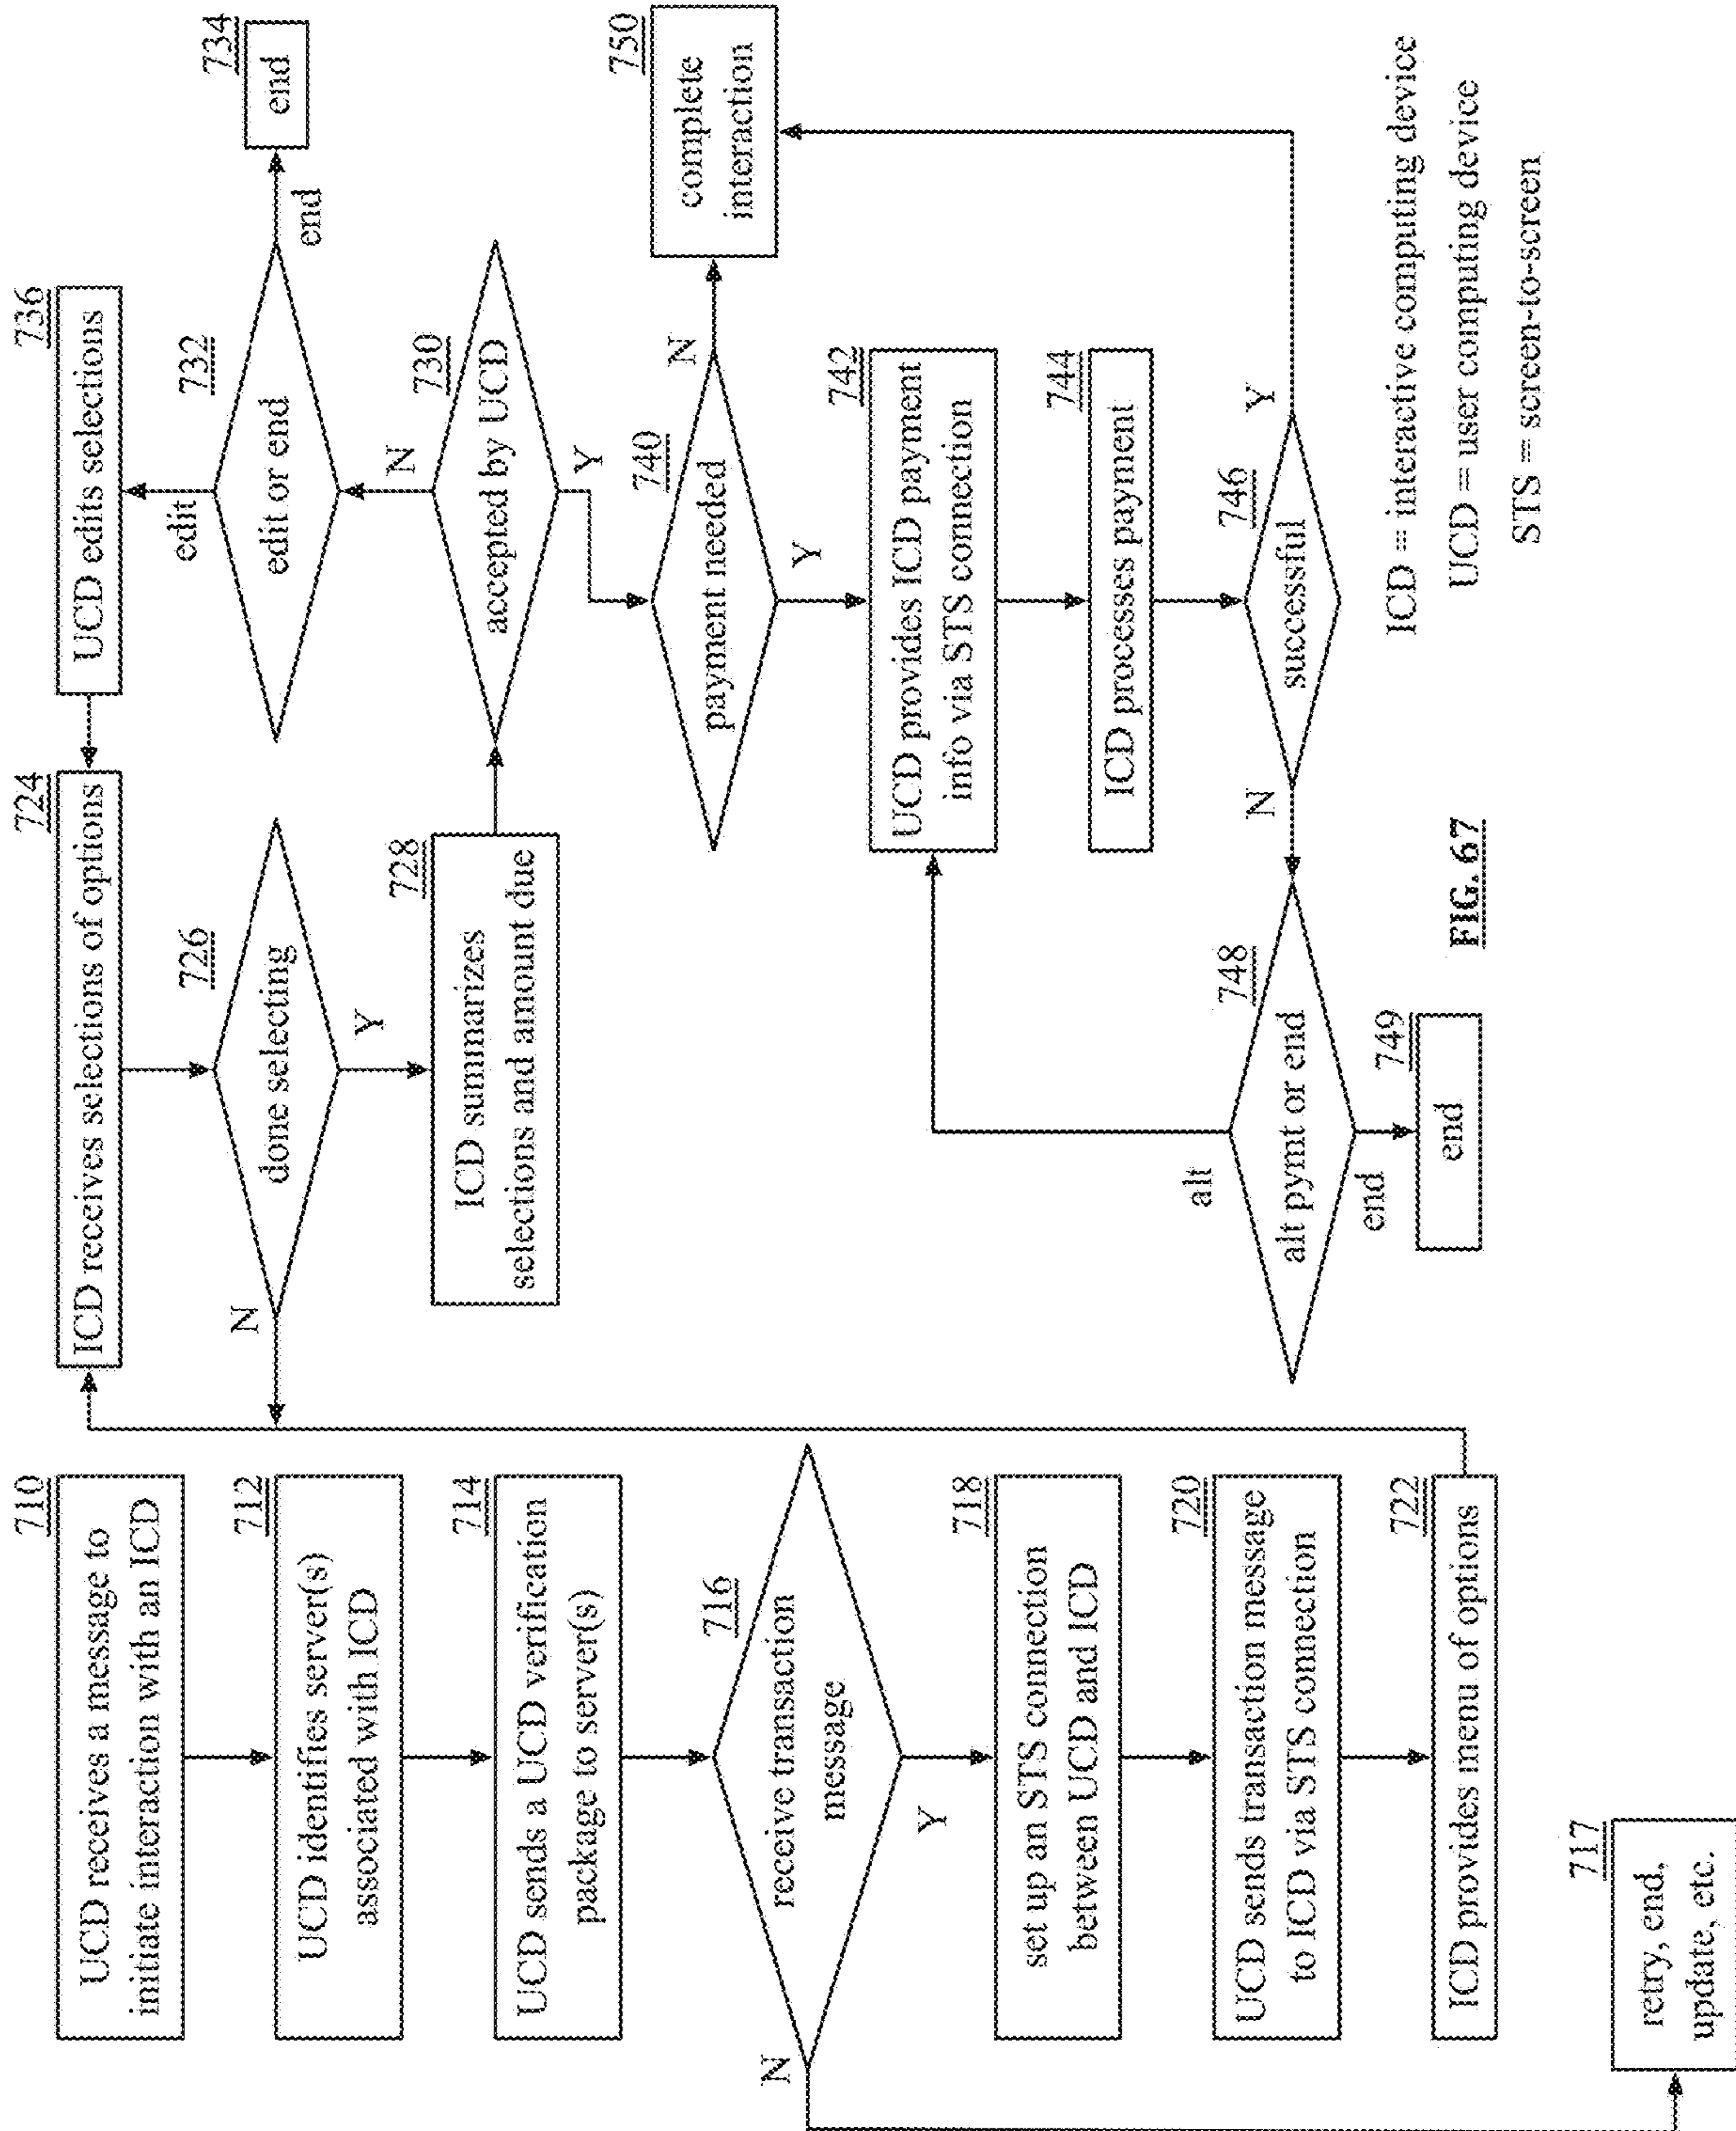 710
UCD receives a message to
initiate interaction with an ICD
712
UCD identifies server(s)
associated with ICD
714
UCD sends a UCD verification
package to server(s)
716
receive transaction
message
N
Y
717
retry, end,
update, etc.
718
set up an STS connection
between UCD and ICD
720
UCD sends transaction message
to ICD via STS connection
722
ICD provides menu of options
724
ICD receives selections of options
726
done selecting
N
Y
728
ICD summarizes
selections and amount due
730
accepted by UCD
N
Y
732
edit or end
edit
end
734
end
736
UCD edits selections
740
payment needed
N
Y
742
UCD provides ICD payment
info via STS connection
744
ICD processes payment
746
successful
Y
N
748
alt pymt or end
alt
end
749
end
750
complete
interaction
ICD = interactive computing device
UCD = user computing device
STS = screen-to-screen
FIG. 67